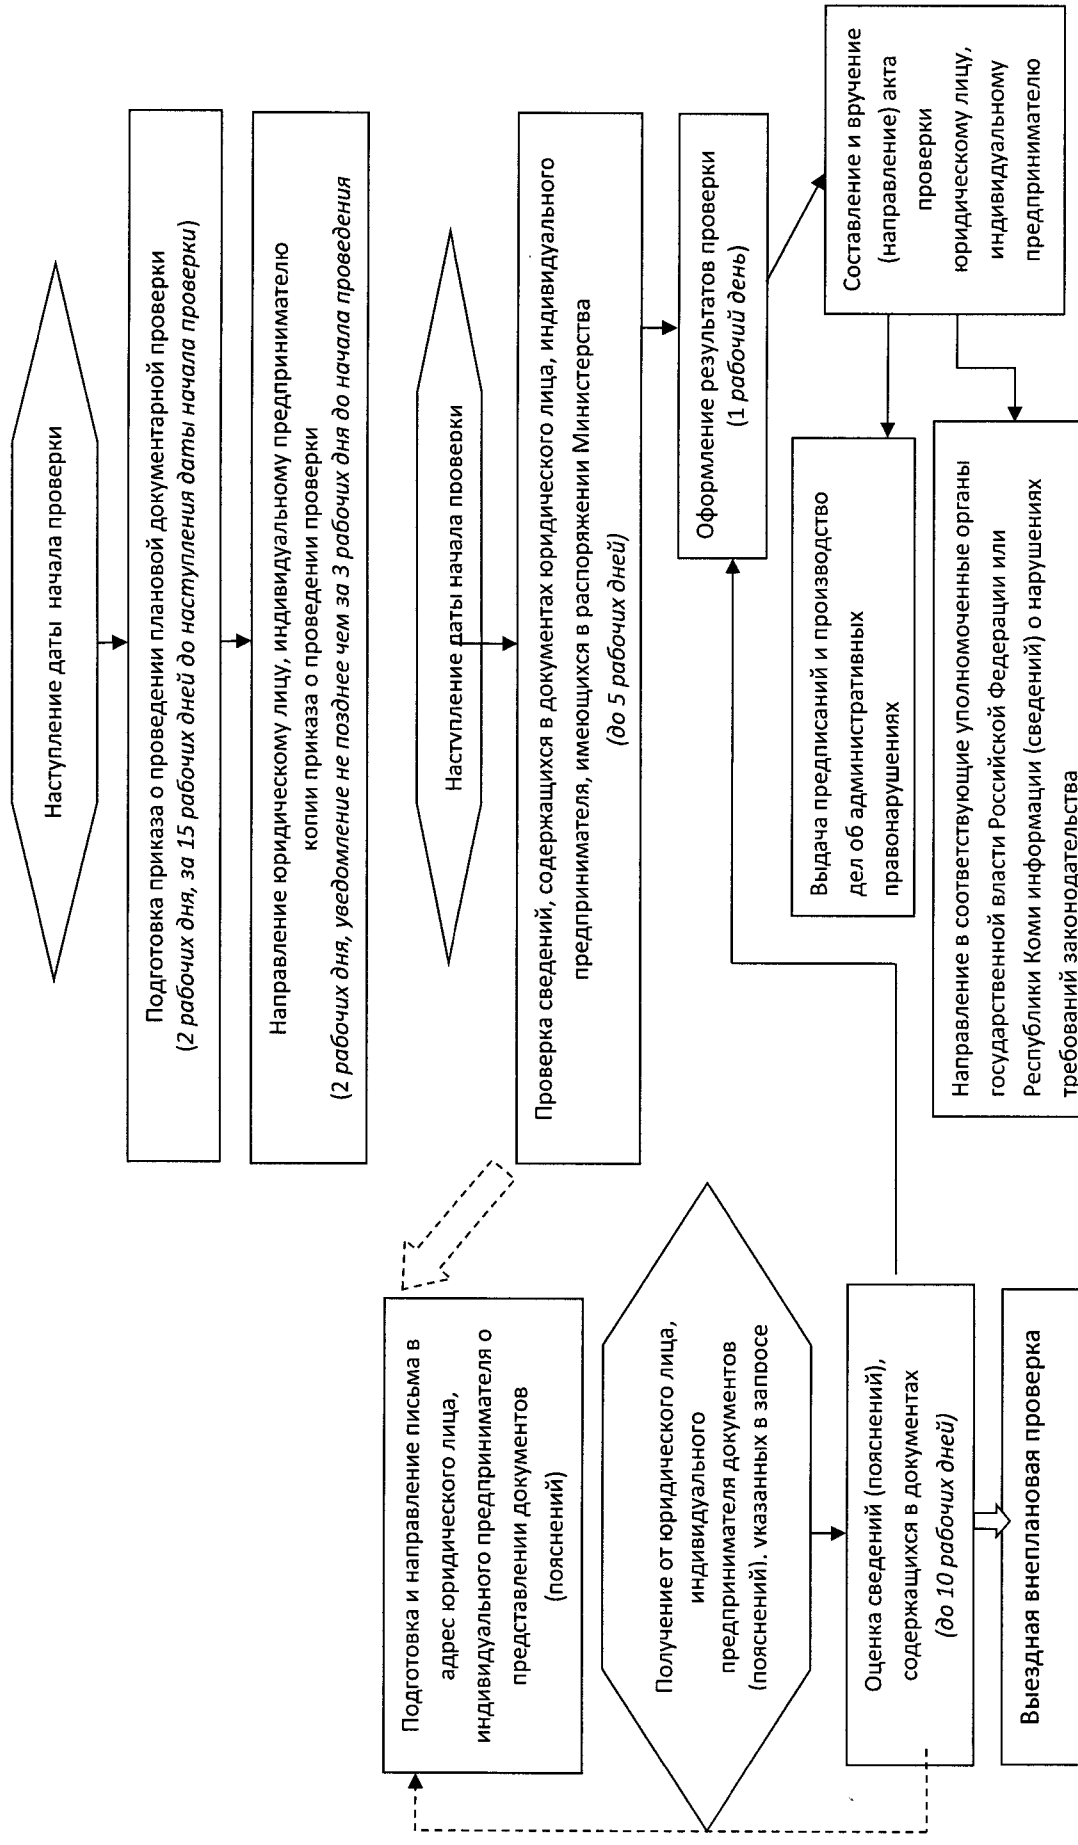 Наступление даты  начала проверки
Подготовка приказа о проведении плановой документарной проверки
(2 рабочих дня, за 15 рабочих дней до наступления даты начала проверки)
Направление юридическому лицу, индивидуальному предпринимателю
копии приказа о проведении проверки
(2 рабочих дня, уведомление не позднее чем за 3 рабочих дня до начала проведения
Наступление даты начала проверки
Проверка сведений, содержащихся в документах юридического лица, индивидуального
предпринимателя, имеющихся в распоряжении Министерства
(до 5 рабочих дней)
Подготовка и направление письма в
адрес юридического лица,
индивидуального предпринимателя о
представлении документов
(пояснений)
Получение от юридического лица,
индивидуального
предпринимателя документов
(пояснений), указанных в запросе
Оценка сведений (пояснений),
содержащихся в документах
(до 10 рабочих дней)
Выездная внеплановая проверка
Оформление результатов проверки
(1 рабочий день)
Составление и вручение
(направление) акта
проверки
юридическому лицу,
индивидуальному
предпринимателю
Выдача предписаний и производство
дел об административных
правонарушениях
Направление в соответствующие уполномоченные органы
государственной власти Российской Федерации или
Республики Коми информации (сведений) о нарушениях
требований законодательства